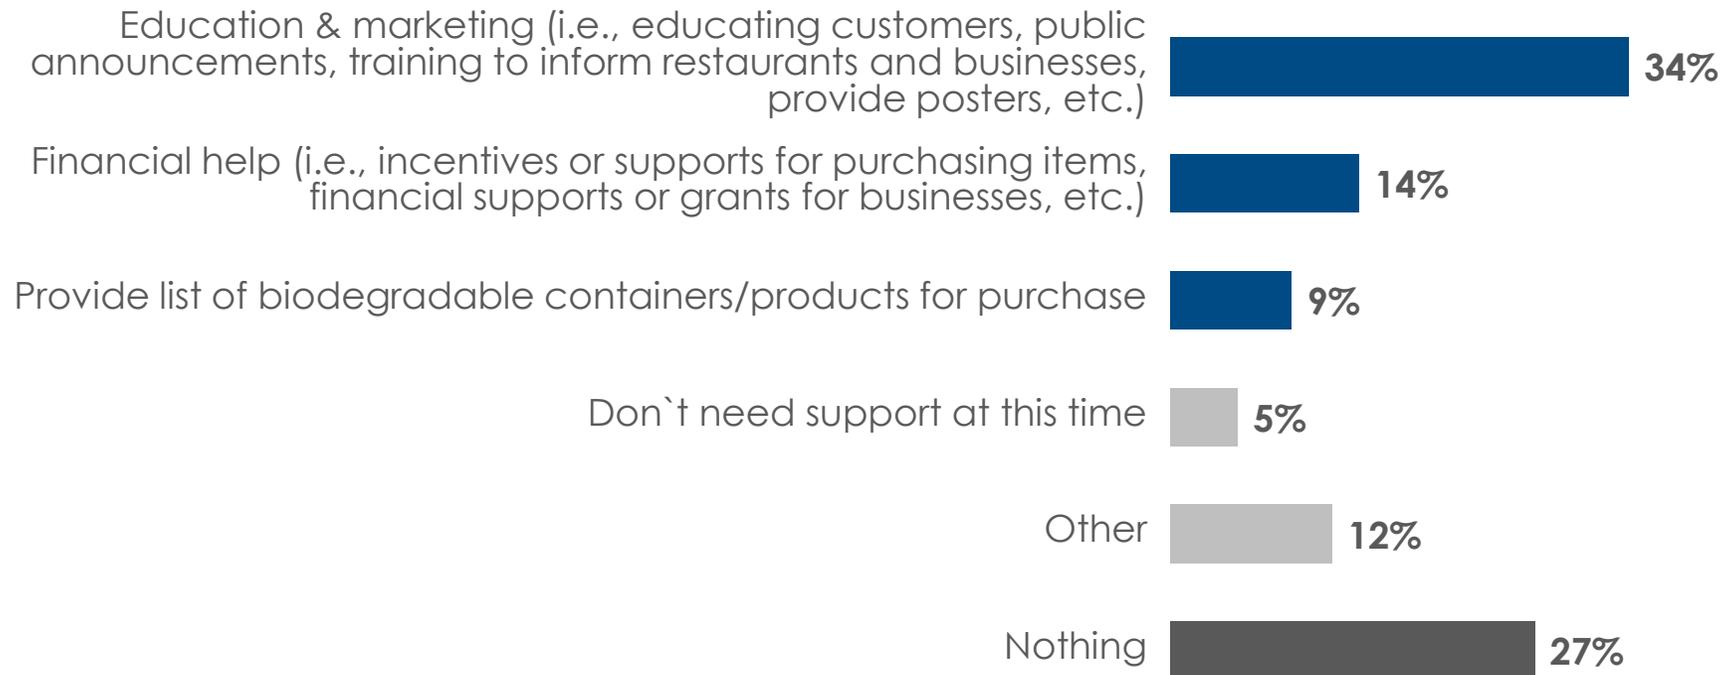 Education & marketing (i.e., educating customers, public
announcements, training to inform restaurants and businesses,
provide posters, etc.)
34%
Financial help (i.e., incentives or supports for purchasing items,
financial supports or grants for businesses, etc.)
14%
Provide list of biodegradable containers/products for purchase
9%
Don`t need support at this time
5%
Other
12%
Nothing
27%